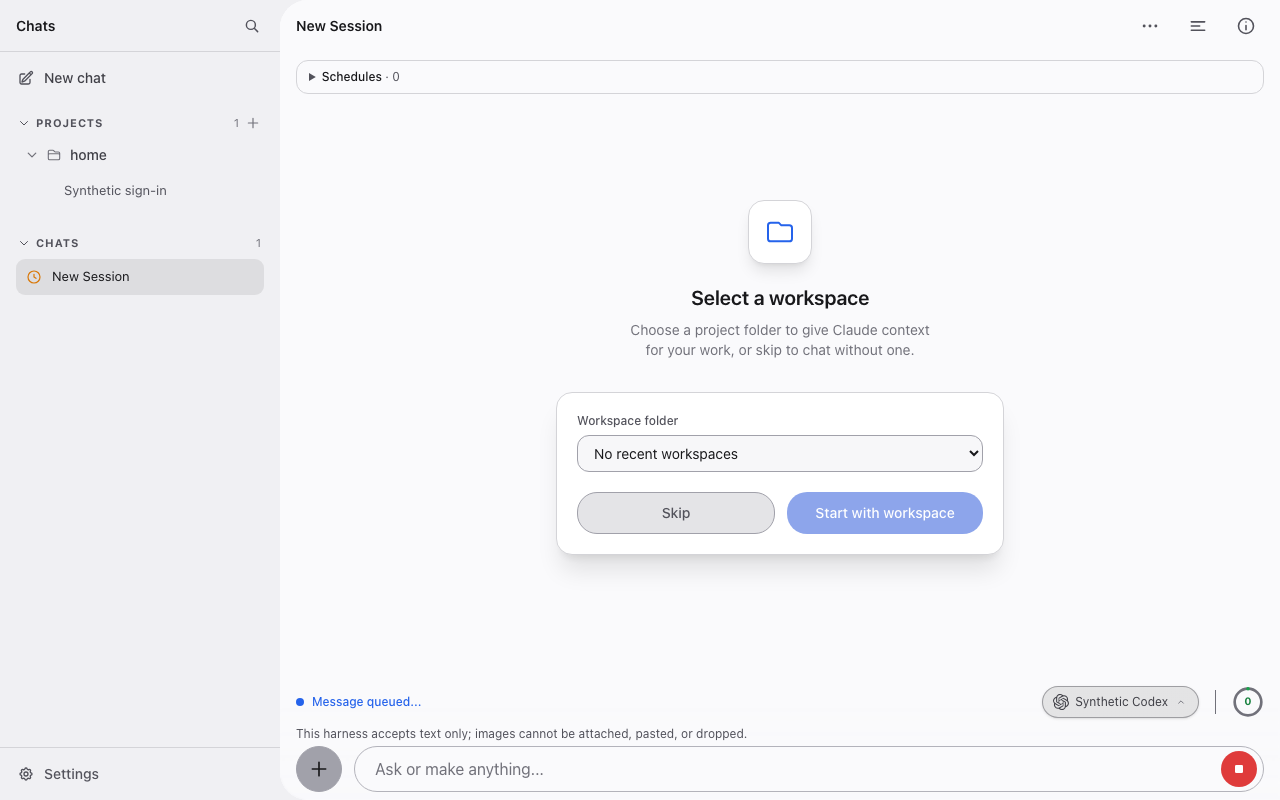 Chats
New chat
PROJECTS 1
home
Synthetic sign-in
CHATS 1
New Session
Settings
New Session
Schedules · 0
Select a workspace
Choose a project folder to give Claude context
for your work, or skip to chat without one.
Workspace folder
No recent workspaces
Skip
Start with workspace
Message queued...
Synthetic Codex
0
This harness accepts text only; images cannot be attached, pasted, or dropped.
Ask or make anything...